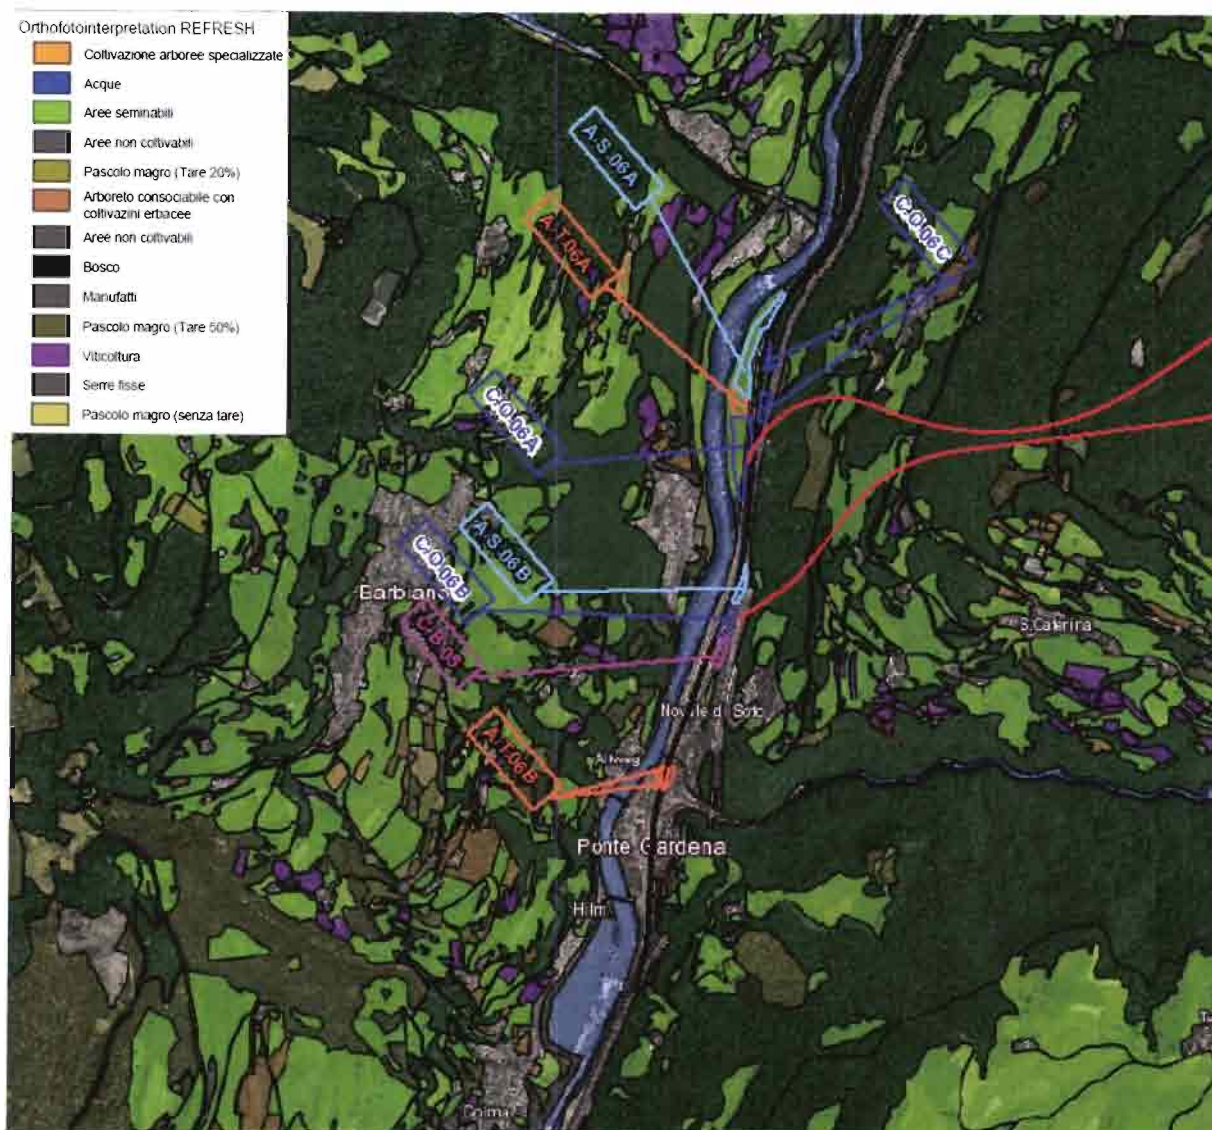 Orthofotointerpretation REFRESH
Coltivazione arboree specializzate
Acque
Aree seminabili
Aree non coltivabili
Pascolo magro (Tare 20%)
Arboreto consociabile con
coltivazini erbacee
Aree non coltivabili
Bosco
Manufatti
Pascolo magro (Tare 50%)
Viticoltura
Serre fisse
Pascolo magro (senza tare)
A.S.06A
A.T.06A
C.O.06C
C.O.06A
A.S.06B
C.O.06B
Barbiano
C.B.05
S.Caterina
A.T.06B
Ponte Gardena
Colma